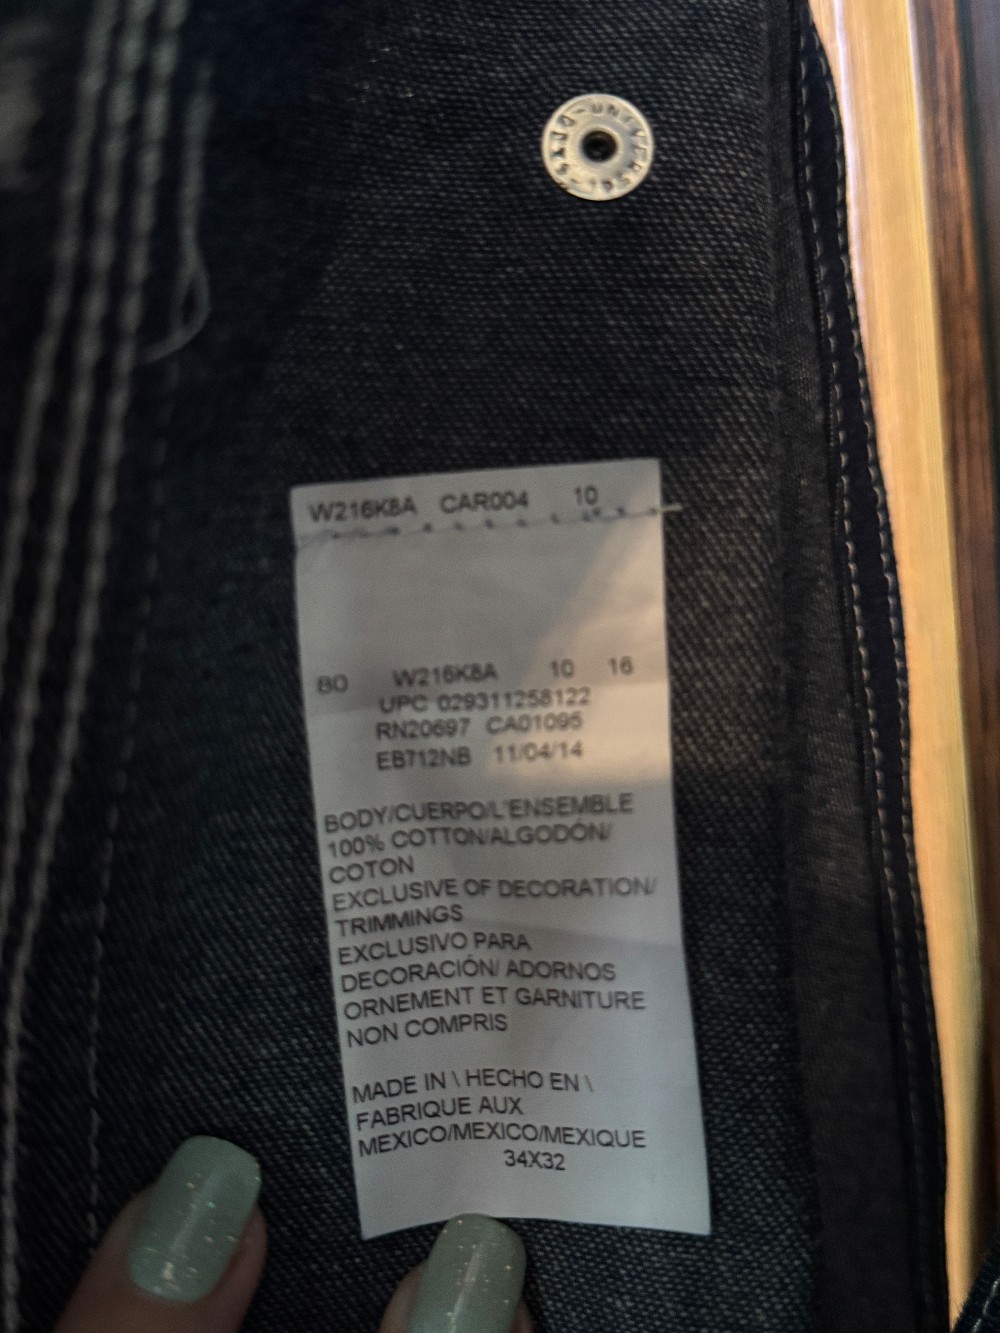 UNIVERSAL
W216K8A CAR004 10
80 W216K8A 10 16
UPC 029311258122
RN20697 CA01095
EB712NB 11/04/14
BODY/CUERPO/L'ENSEMBLE
100% COTTON/ALGODON/
COTON
EXCLUSIVE OF DECORATION/
TRIMMINGS
EXCLUSIVO PARA
DECORACIÓN/ ADORNOS
ORNEMENT ET GARNITURE
NON COMPRIS
MADE IN \ HECHO EN \
FABRIQUE AUX
MEXICO/MEXICO/MEXIQUE
34X32